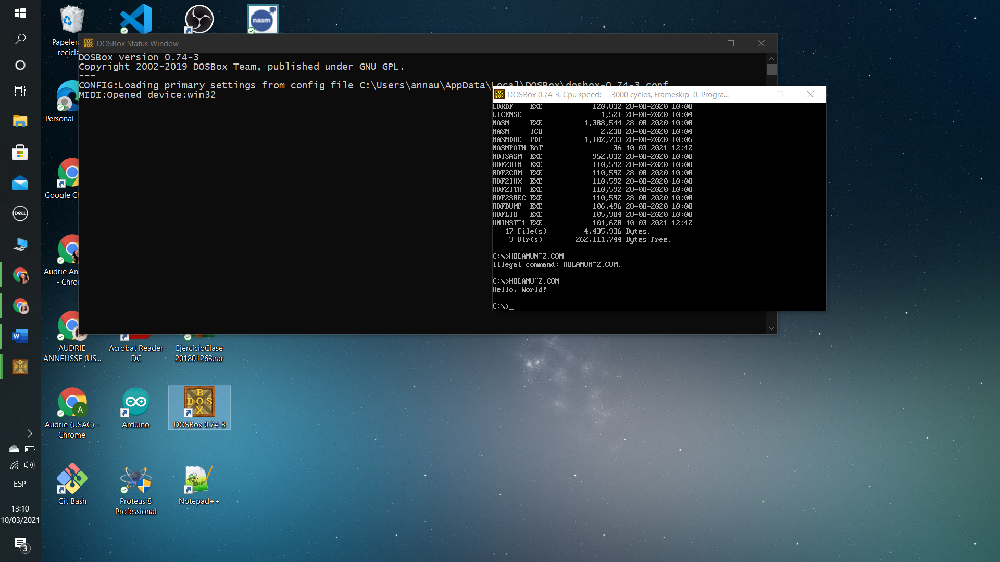 Papelera
recicla
nasm
DOSBox Status Window
DOSBox version 0.74-3
Copyright 2002-2019 DOSBox Team, published under GNU GPL.
---
CONFIG:Loading primary settings from config file C:\Users\annau\AppData\Local\DOSBox\dosbox-0.74-3.conf
MIDI:Opened device:win32
DOSBox 0.74-3, Cpu speed:    3000 cycles, Frameskip  0, Progra...
LDRDF    EXE            120,832 28-08-2020 10:08
LICENSE                   1,521 28-08-2020 10:04
NASM     EXE          1,388,544 28-08-2020 10:08
NASM     ICO              2,238 28-08-2020 10:04
NASMDOC  PDF          1,102,733 28-08-2020 10:05
NASMPATH BAT                 36 10-03-2021 12:42
NDISASM  EXE            952,832 28-08-2020 10:08
RDF2BIN  EXE            110,592 28-08-2020 10:08
RDF2COM  EXE            110,592 28-08-2020 10:08
RDF2IHX  EXE            110,592 28-08-2020 10:08
RDF2ITH  EXE            110,592 28-08-2020 10:08
RDF2SREC EXE            110,592 28-08-2020 10:08
RDFDUMP  EXE            106,496 28-08-2020 10:08
RDFLIB   EXE            105,984 28-08-2020 10:08
UNINST~1 EXE            101,628 10-03-2021 12:42
   17 File(s)         4,435,936 Bytes.
    3 Dir(s)        262,111,744 Bytes free.
C:\>HOLAMUN~2.COM
Illegal command: HOLAMUN~2.COM.
C:\>HOLAMU~2.COM
Hello, World!
C:\>_
Personal -
Google Ch
Audrie An
- Chro
AUDRIE
ANNELISSE (US...
Acrobat Reader
DC
EjercicioClase
201801263.rar
A
Audrie (USAC) -
Chrome
Arduino
BOX
DOS
DOSBox 0.74-3
Git Bash
Proteus 8
Professional
Notepad++
DELL
W
ESP
13:10
10/03/2021
3